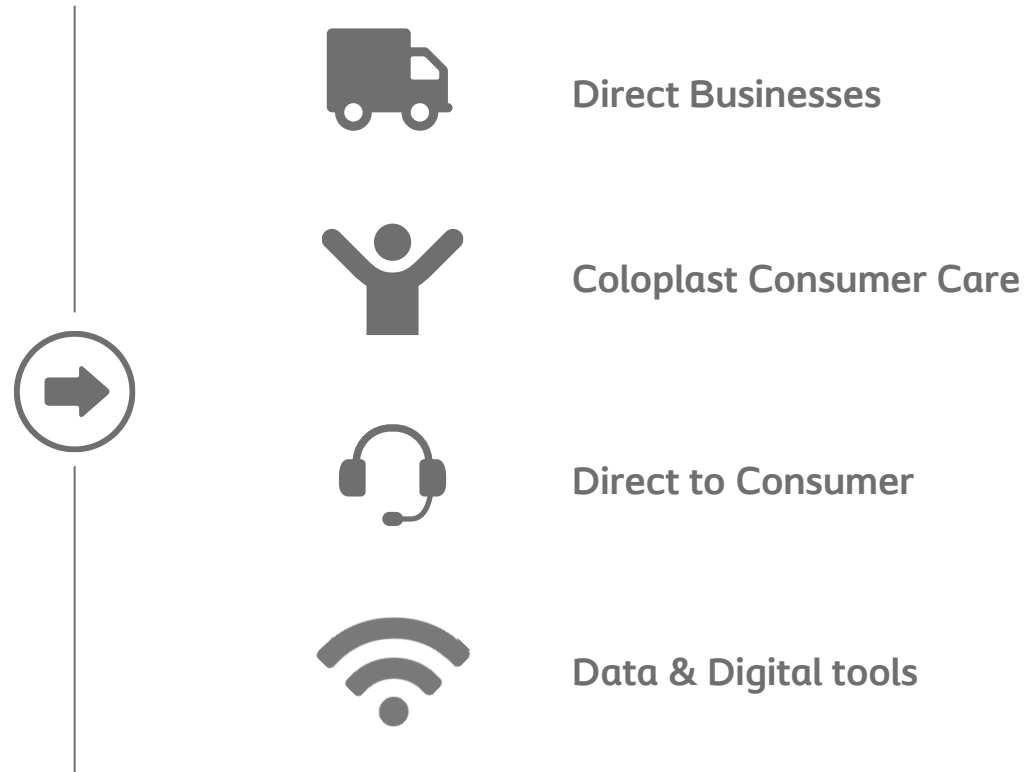 Direct Businesses
Coloplast Consumer Care
Direct to Consumer
Data & Digital tools